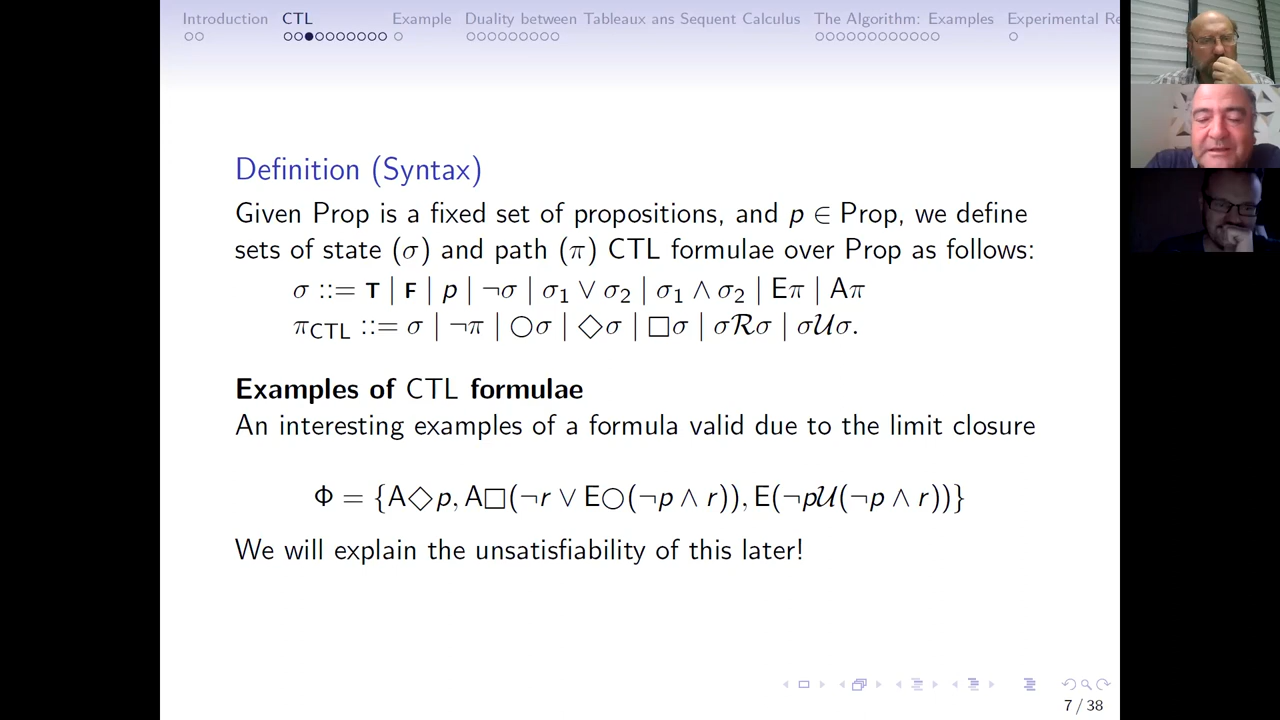 Introduction CTL Example Duality between Tableaux ans Sequent Calculus The Algorithm: Examples Experimental Re
Definition (Syntax)
Given Prop is a fixed set of propositions, and p ∈ Prop, we define
sets of state (σ) and path (π) CTL formulae over Prop as follows:
σ ::= T | F | p | ¬σ | σ₁ ∨ σ₂ | σ₁ ∧ σ₂ | Eπ | Aπ
π_CTL ::= σ | ¬π | ○σ | ◇σ | □σ | σℛσ | σ𝒰σ.
Examples of CTL formulae
An interesting examples of a formula valid due to the limit closure
Φ = {A◇p, A□(¬r ∨ E○(¬p ∧ r)), E(¬p𝒰(¬p ∧ r))}
We will explain the unsatisfiability of this later!
7 / 38